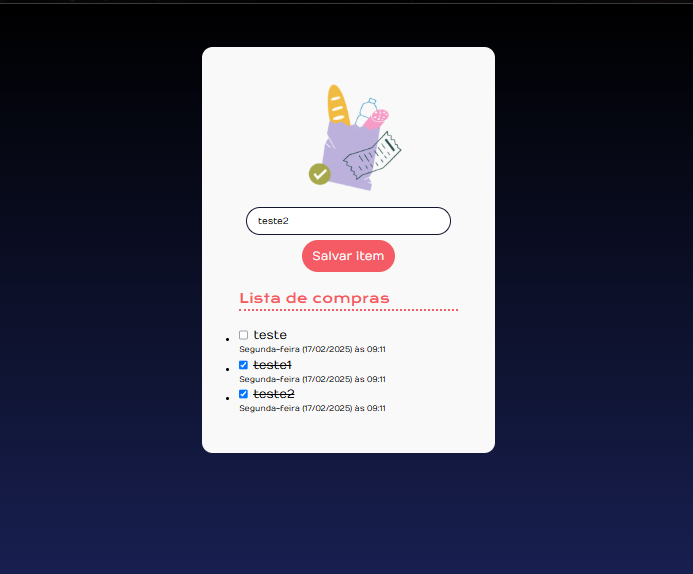 teste2
Salvar item
Lista de compras
teste
Segunda-feira (17/02/2025) às 09:11
teste1
Segunda-feira (17/02/2025) às 09:11
teste2
Segunda-feira (17/02/2025) às 09:11